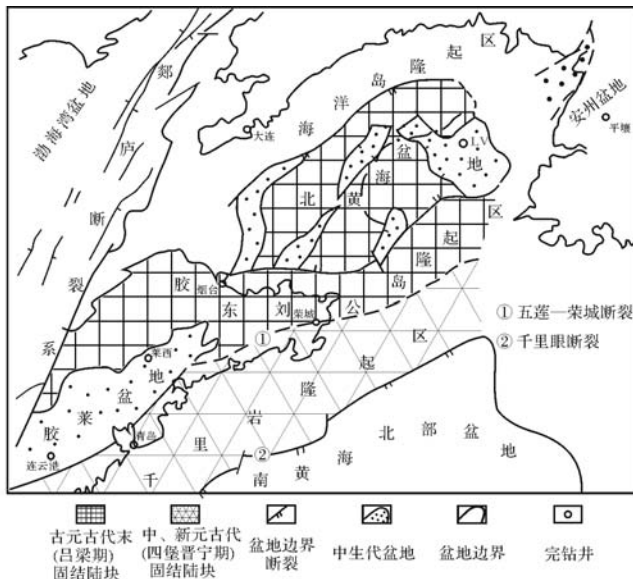 渤海湾盆地
郯庐断裂系
海洋岛隆起区
安州盆地
平壤
大连
LV
北黄海盆地
胶东刘公岛隆起区
烟台
荣城
①
① 五莲—荣城断裂
② 千里眼断裂
莱西
胶莱盆地
青岛
连云港
千里岩隆起区
②
南黄海北部盆地
古元古代末
(吕梁期)
固结陆块
中、新元古代
(四堡晋宁期)
固结陆块
盆地边界
断裂
中生代盆地
盆地边界
完钻井